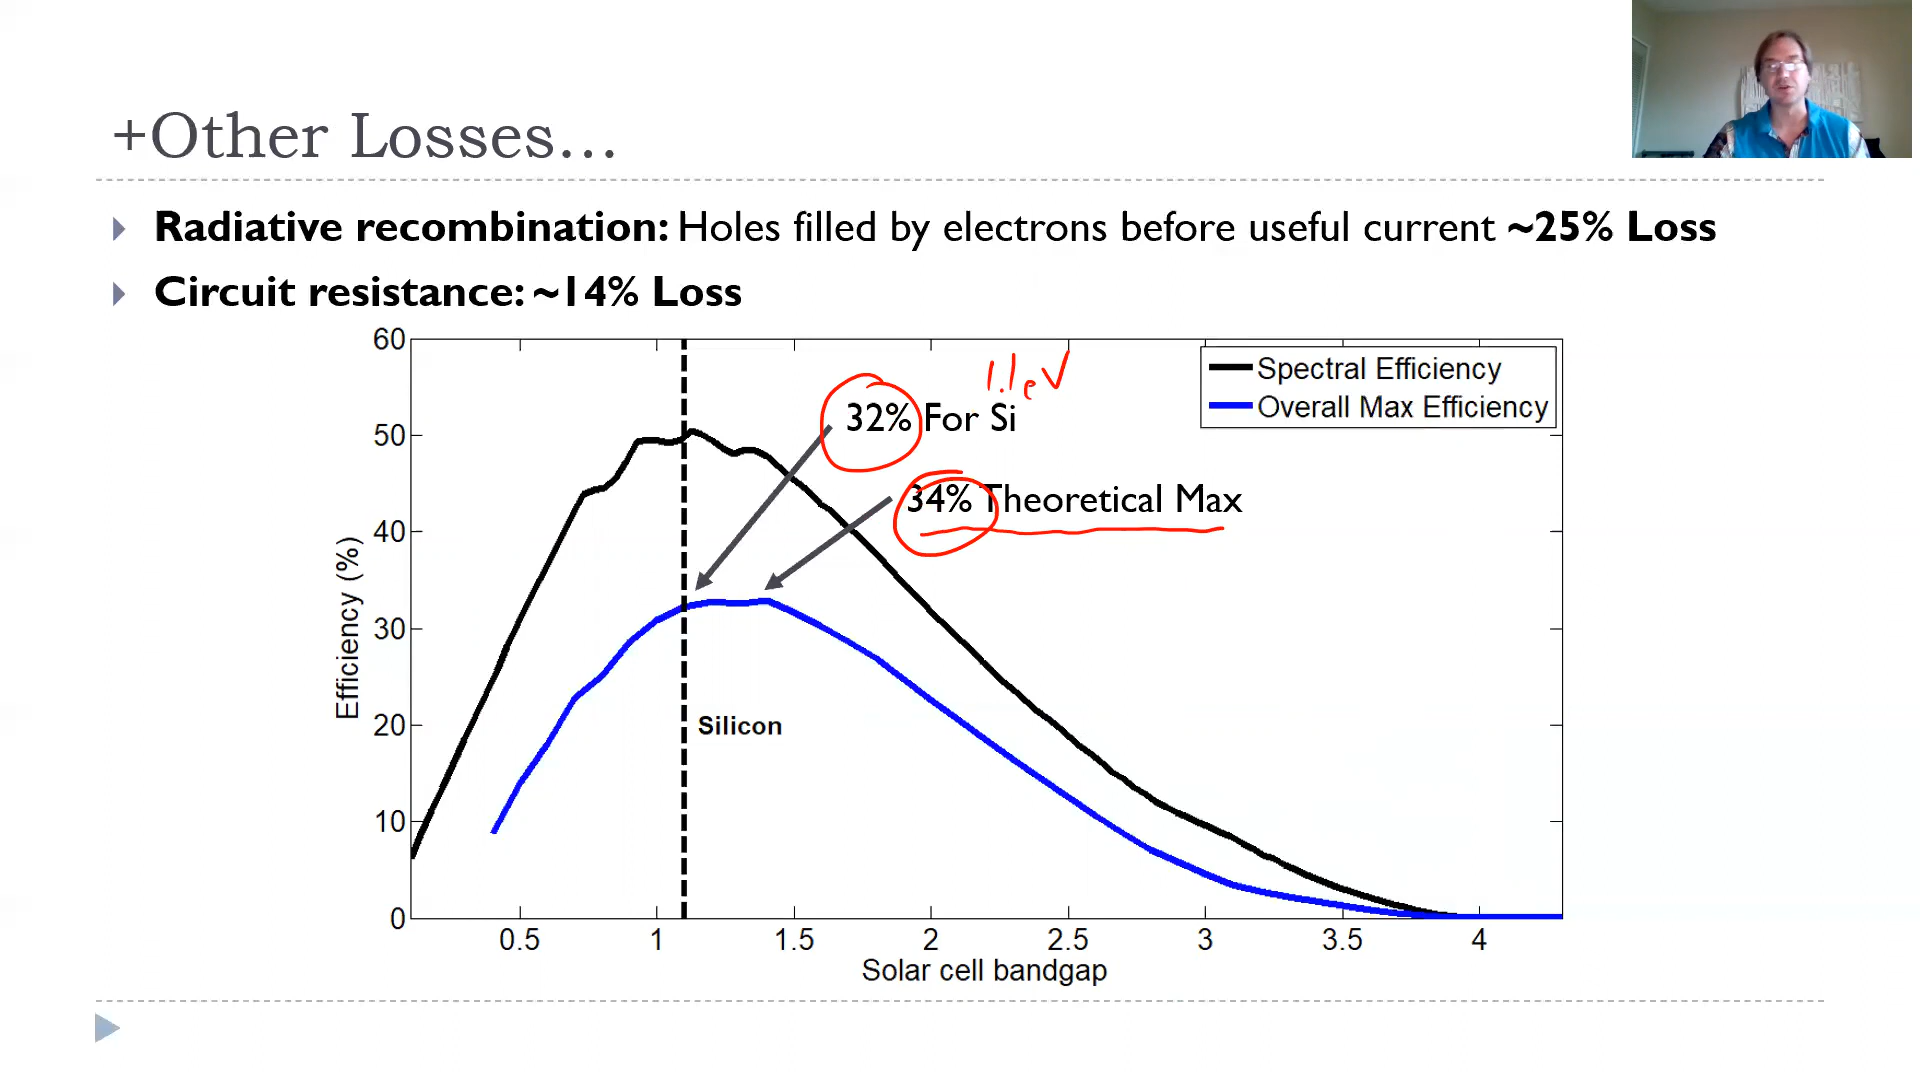 +Other Losses...
Radiative recombination: Holes filled by electrons before useful current ~25% Loss
Circuit resistance: ~14% Loss
60
50
40
30
20
10
0
Efficiency (%)
1.1eV
32% For Si
34% Theoretical Max
Spectral Efficiency
Overall Max Efficiency
Silicon
0.5 1 1.5 2 2.5 3 3.5 4
Solar cell bandgap